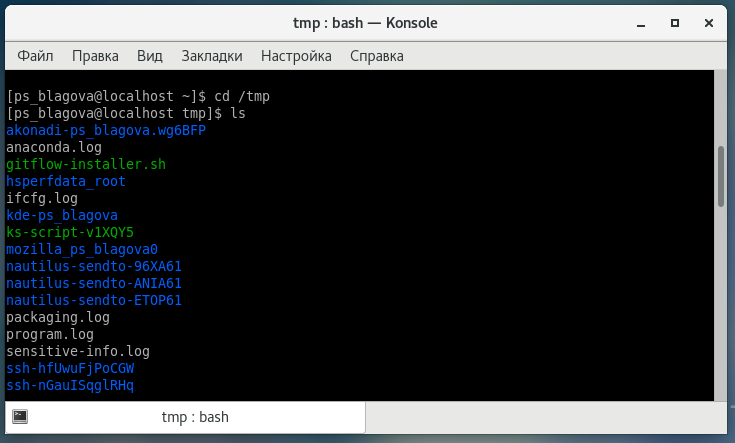 tmp : bash — Konsole
Файл Правка Вид Закладки Настройка Справка
[ps_blagova@localhost ~]$ cd /tmp
[ps_blagova@localhost tmp]$ ls
akonadi-ps_blagova.wg6BFP
anaconda.log
gitflow-installer.sh
hsperfdata_root
ifcfg.log
kde-ps_blagova
ks-script-v1XQY5
mozilla_ps_blagova0
nautilus-sendto-96XA61
nautilus-sendto-ANIA61
nautilus-sendto-ETOP61
packaging.log
program.log
sensitive-info.log
ssh-hfUwuFjPoCGW
ssh-nGauISqglRHq
tmp : bash